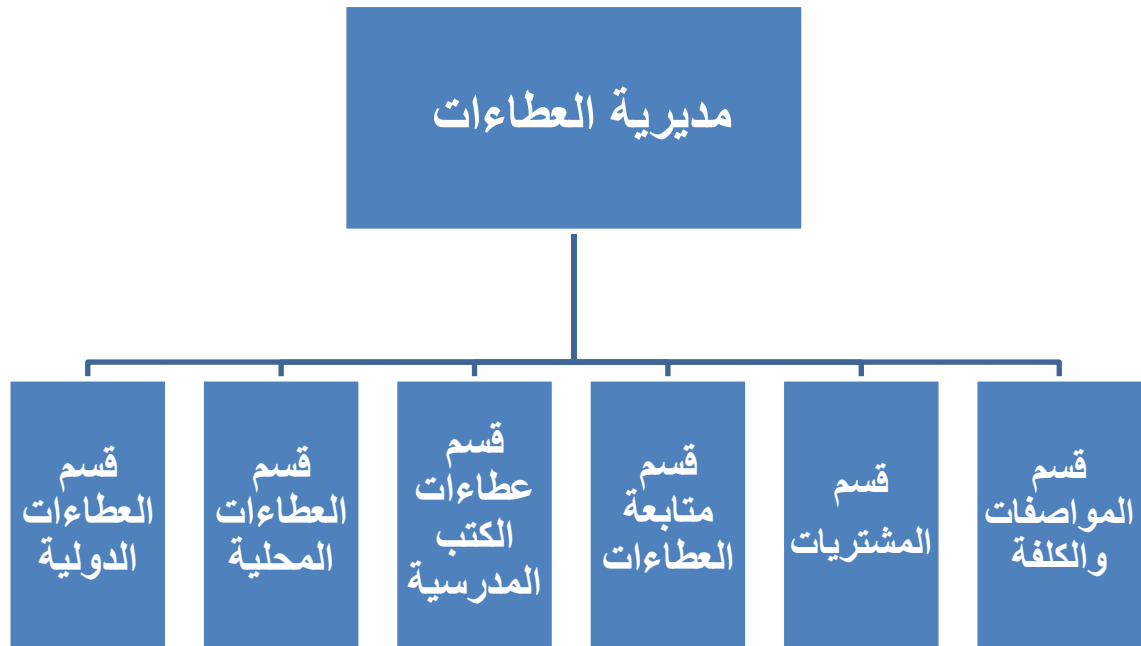 مديرية العطاءات
قسم
المواصفات
والكلفة
قسم
المشتريات
قسم
متابعة
العطاءات
قسم
عطاءات
الكتب
المدرسية
قسم
العطاءات
المحلية
قسم
العطاءات
الدولية